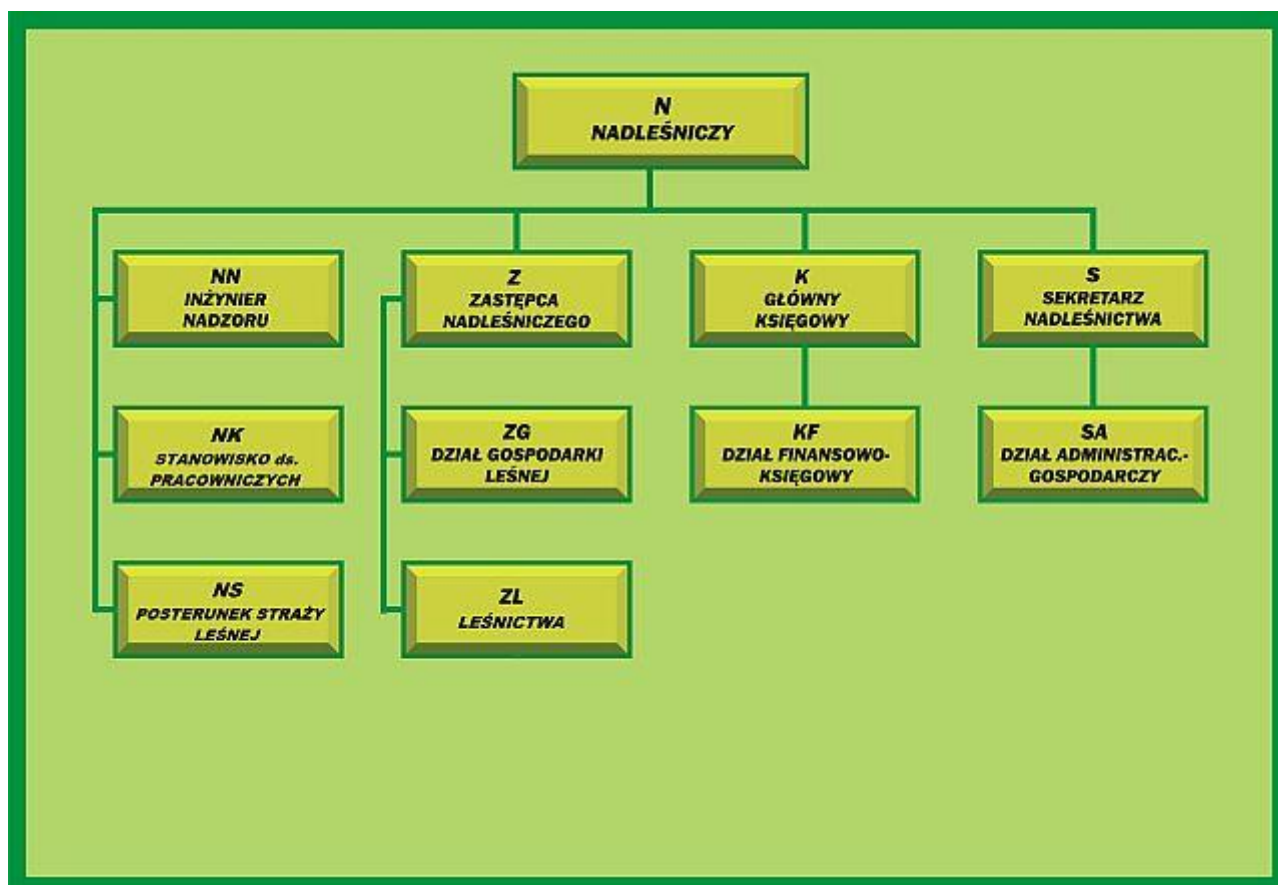 N
NADLEŚNICZY
NN
INŻYNIER
NADZORU
Z
ZASTĘPCA
NADLEŚNICZEGO
K
GŁÓWNY
KSIĘGOWY
S
SEKRETARZ
NADLEŚNICTWA
NK
STANOWISKO ds.
PRACOWNICZYCH
ZG
DZIAŁ GOSPODARKI
LEŚNEJ
KF
DZIAŁ FINANSOWO-
KSIĘGOWY
SA
DZIAŁ ADMINISTRAC.-
GOSPODARCZY
NS
POSTERUNEK STRAŻY
LEŚNEJ
ZL
LEŚNICTWA